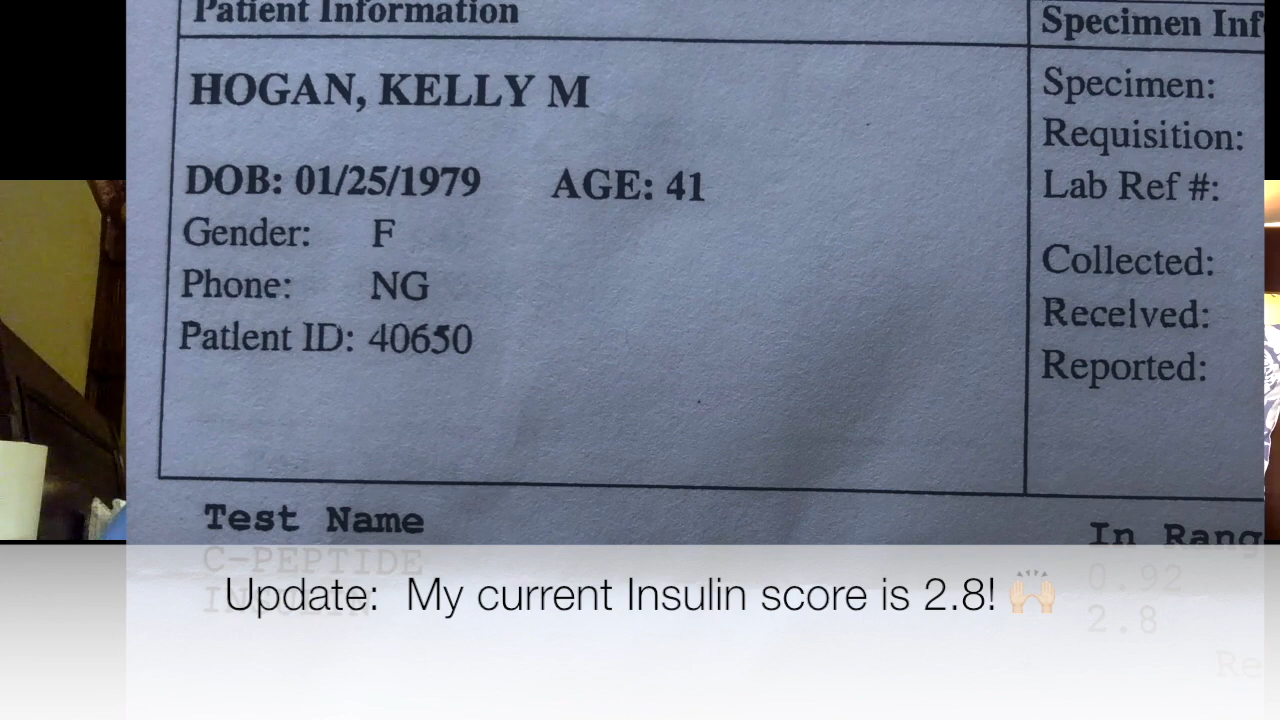 Patient Information
Specimen Inf
HOGAN, KELLY M
DOB: 01/25/1979 AGE: 41
Gender: F
Phone: NG
Patient ID: 40650
Specimen:
Requisition:
Lab Ref #:
Collected:
Received:
Reported:
Test Name
In Rang
C-PEPTIDE
0.92
Update: My current Insulin score is 2.8! 🙌🏻
2.8
Re